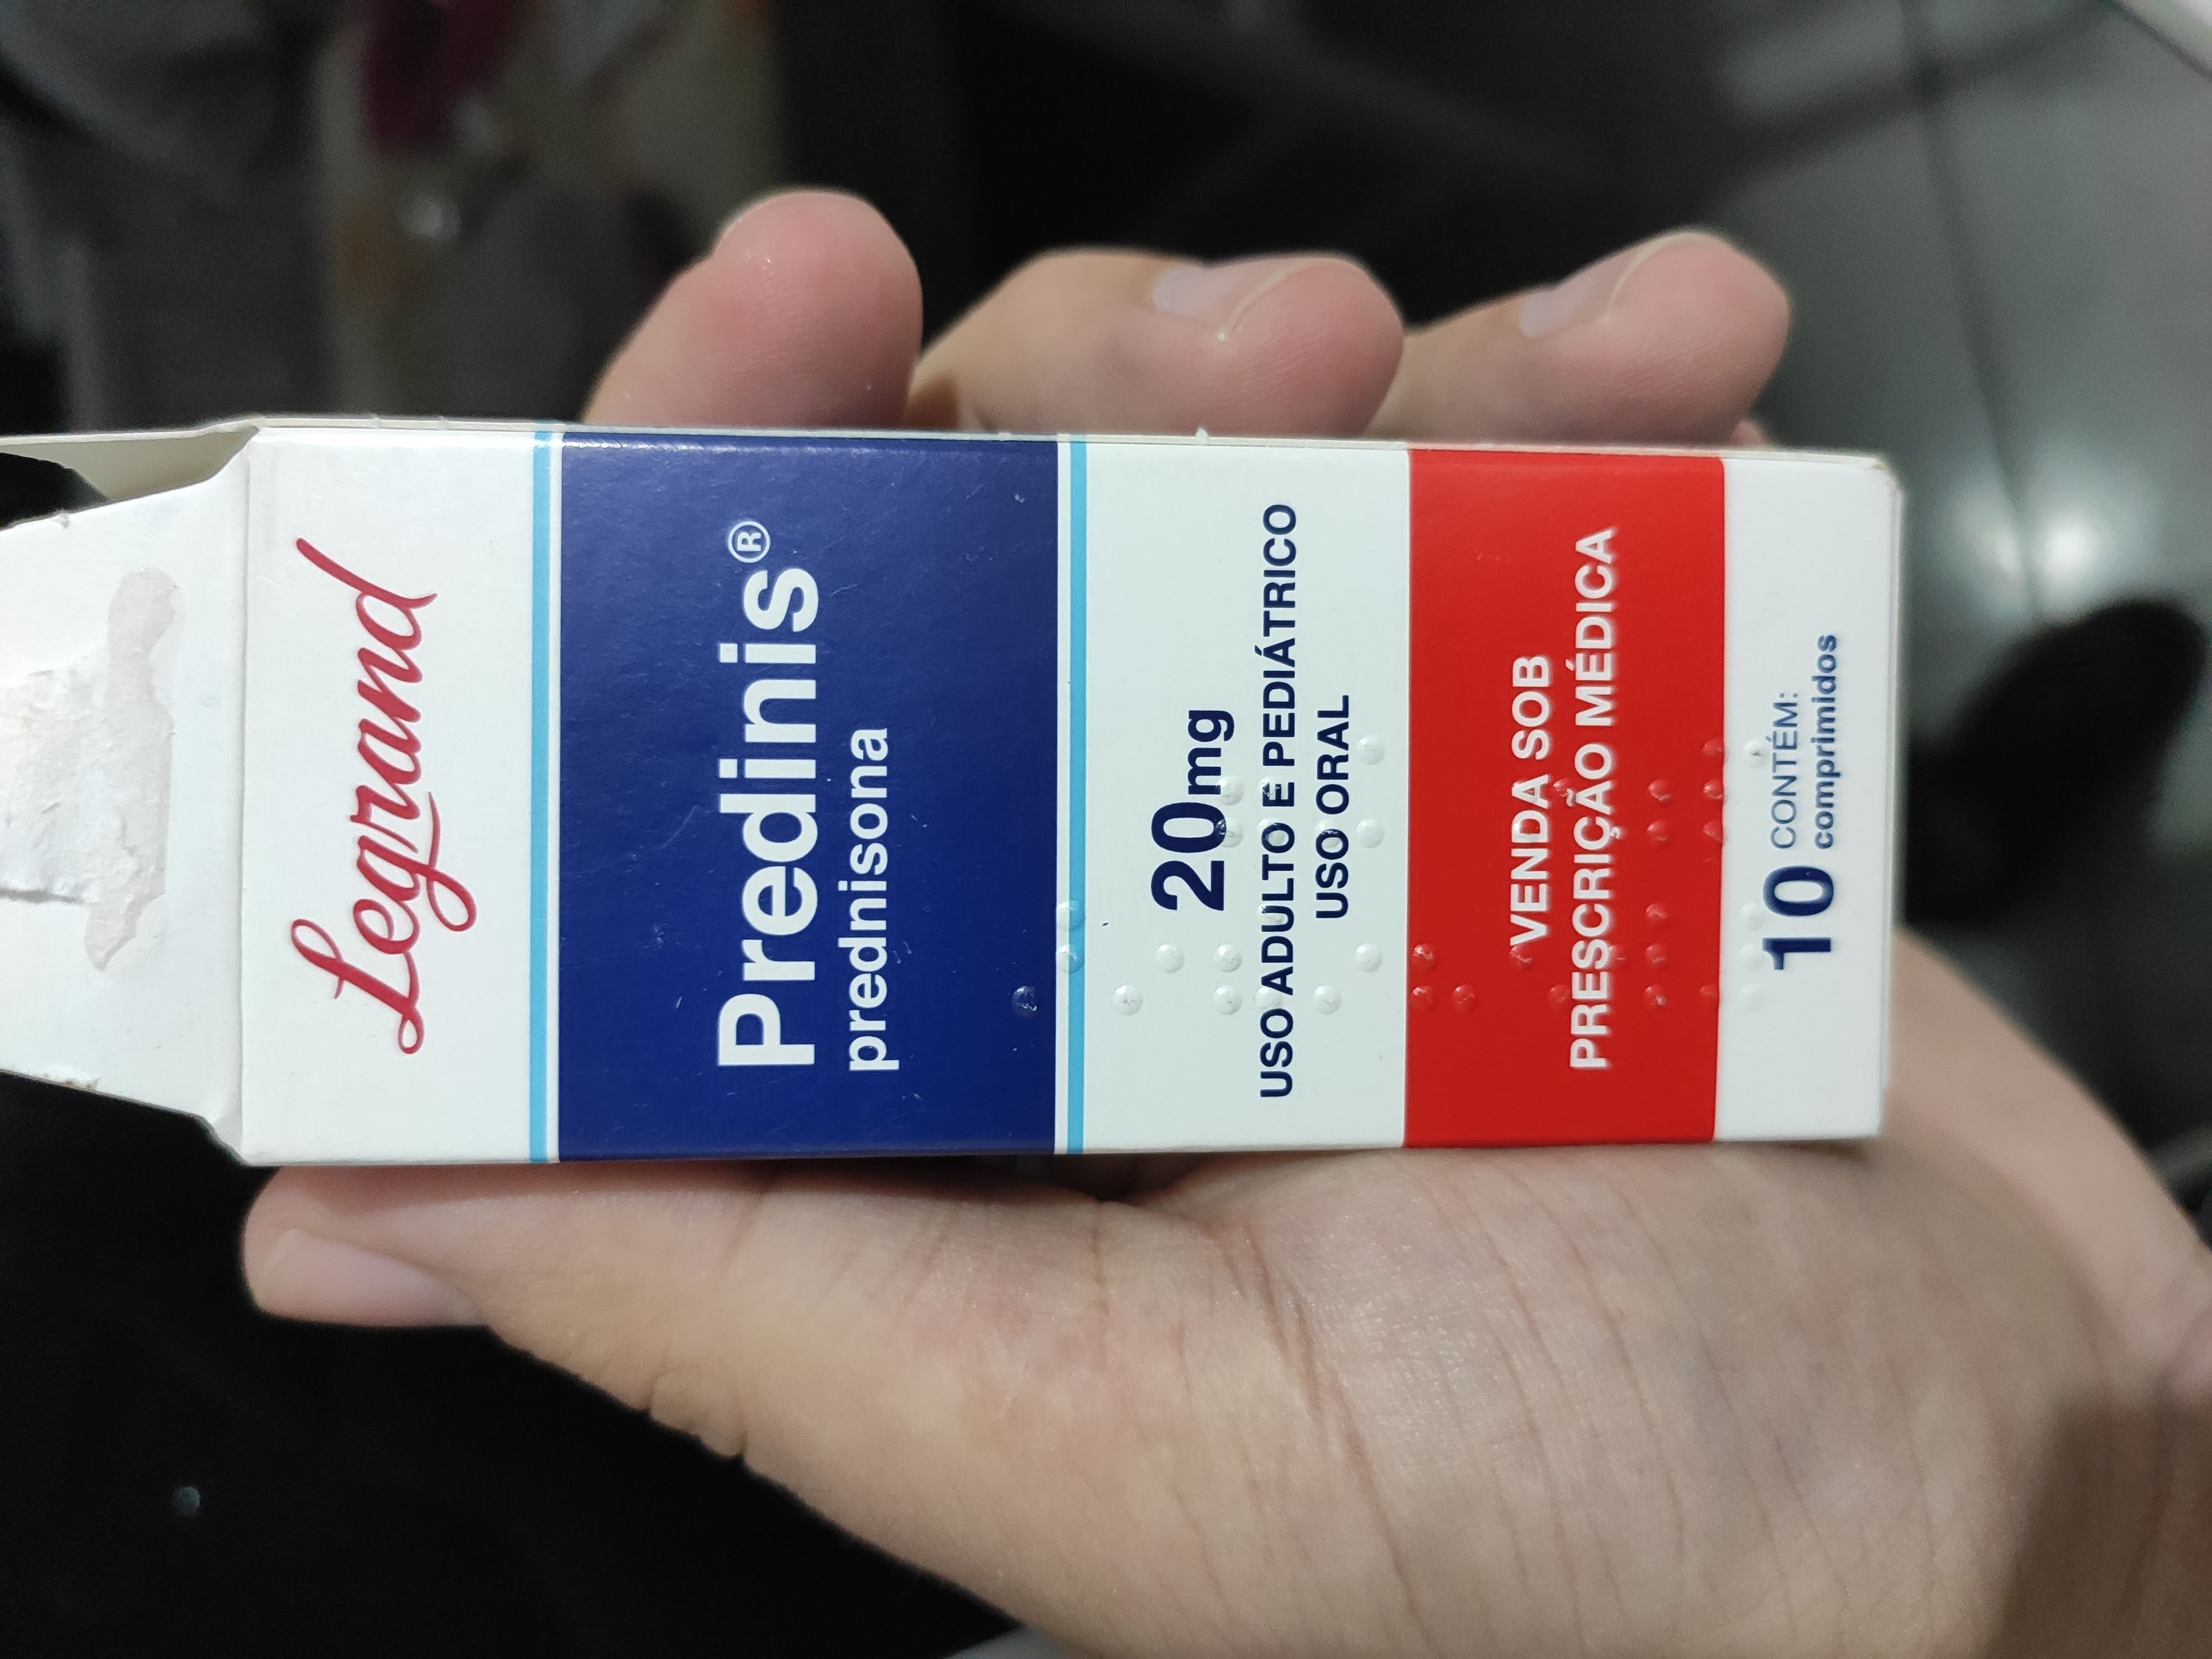 Legrand
Predinis®
prednisona
20mg
USO ADULTO E PEDIÁTRICO
USO ORAL
VENDA SOB
PRESCRIÇÃO MÉDICA
10 CONTÉM:
comprimidos